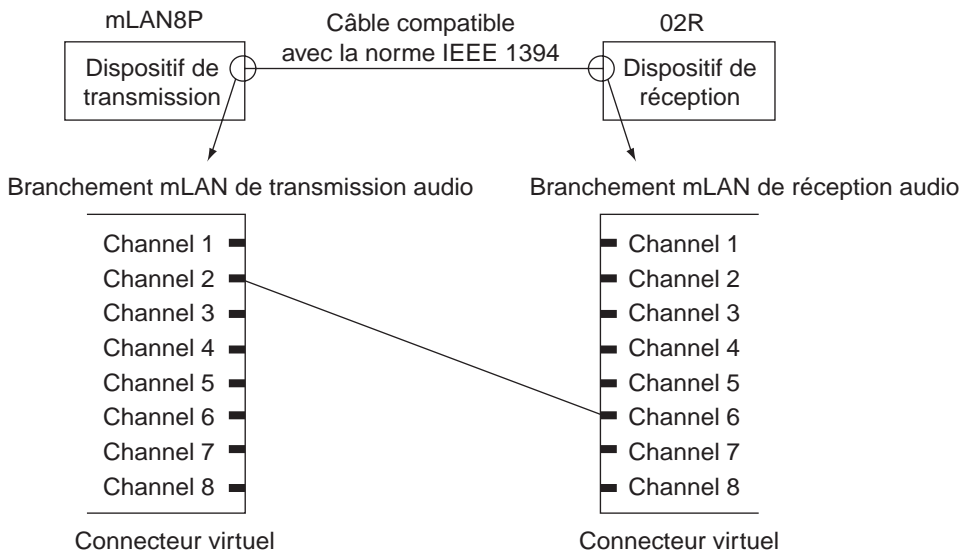 mLAN8P
Câble compatible
avec la norme IEEE 1394
02R
Dispositif de
transmission
Dispositif de
réception
Branchement mLAN de transmission audio
Branchement mLAN de réception audio
Channel 1
Channel 2
Channel 3
Channel 4
Channel 5
Channel 6
Channel 7
Channel 8
Connecteur virtuel
Channel 1
Channel 2
Channel 3
Channel 4
Channel 5
Channel 6
Channel 7
Channel 8
Connecteur virtuel